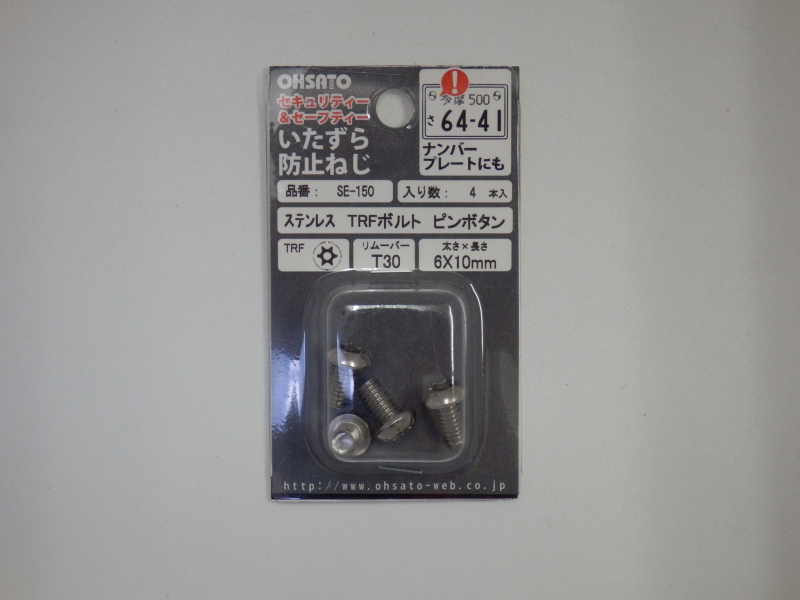 OHSATO
セキュリティー
&セーフティー
いたずら
防止ねじ
!
多摩 500
さ 64-41
ナンバー
プレートにも
品番: SE-150
入り数: 4 本入
ステンレス TRFボルト ピンボタン
TRF
リムーバー
T30
太さ×長さ
6X10mm
http://www.ohsato-web.co.jp